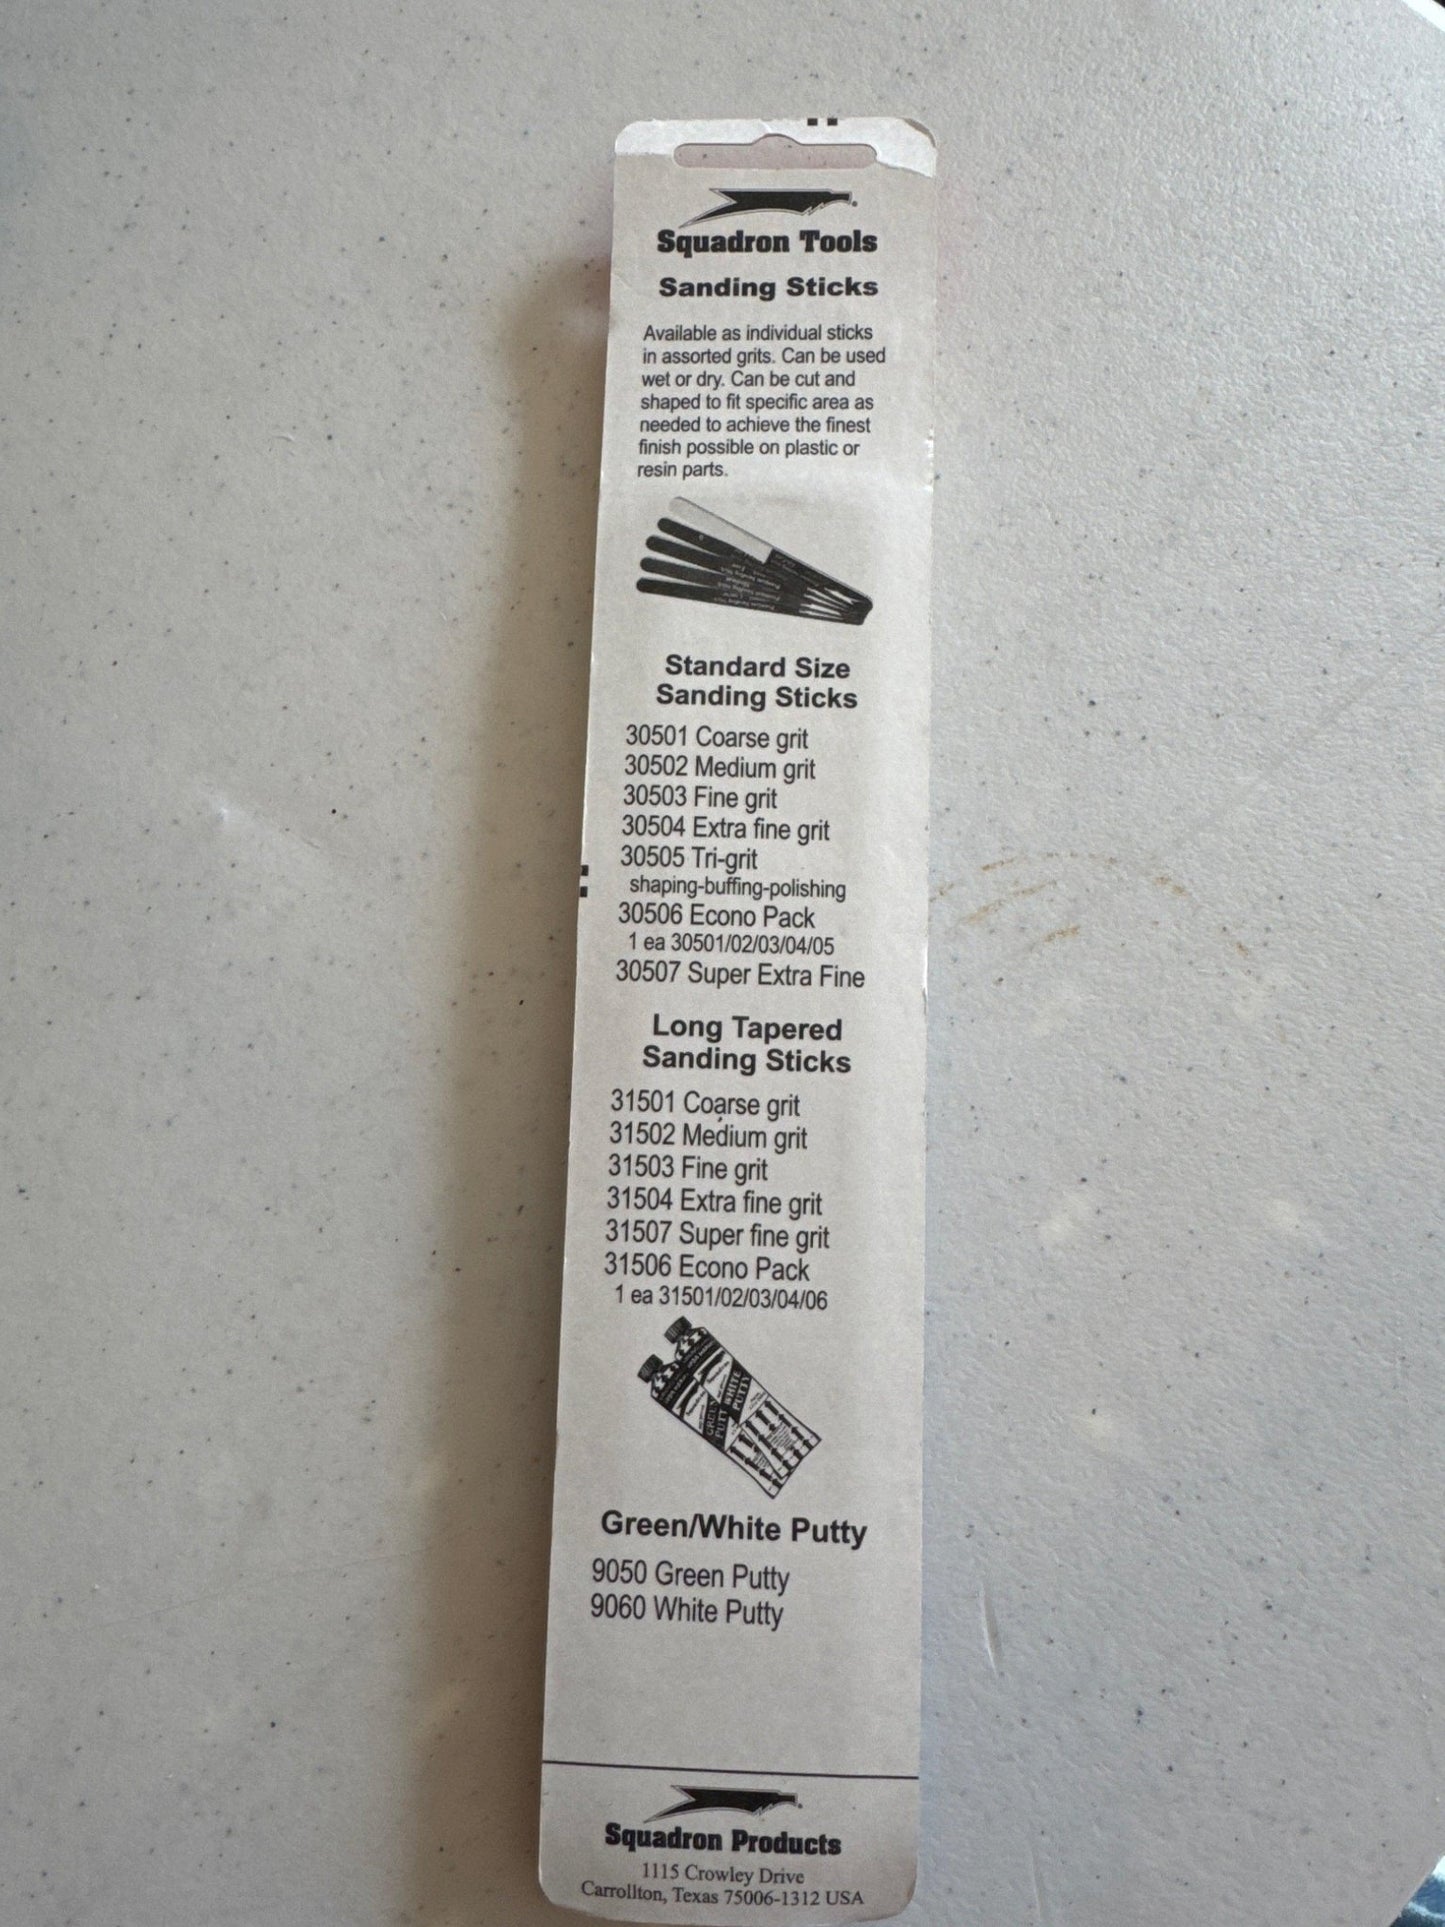 Squadron Tools
Sanding Sticks
Available as individual sticks
in assorted grits. Can be used
wet or dry. Can be cut and
shaped to fit specific area as
needed to achieve the finest
finish possible on plastic or
resin parts.
Standard Size
Sanding Sticks
30501 Coarse grit
30502 Medium grit
30503 Fine grit
30504 Extra fine grit
30505 Tri-grit
shaping-buffing-polishing
30506 Econo Pack
1 ea 30501/02/03/04/05
30507 Super Extra Fine
Long Tapered
Sanding Sticks
31501 Coarse grit
31502 Medium grit
31503 Fine grit
31504 Extra fine grit
31507 Super fine grit
31506 Econo Pack
1 ea 31501/02/03/04/06
WHITE
PUTTY
GREEN
PUTTY
Green/White Putty
9050 Green Putty
9060 White Putty
Squadron Products
1115 Crowley Drive
Carrollton, Texas 75006-1312 USA